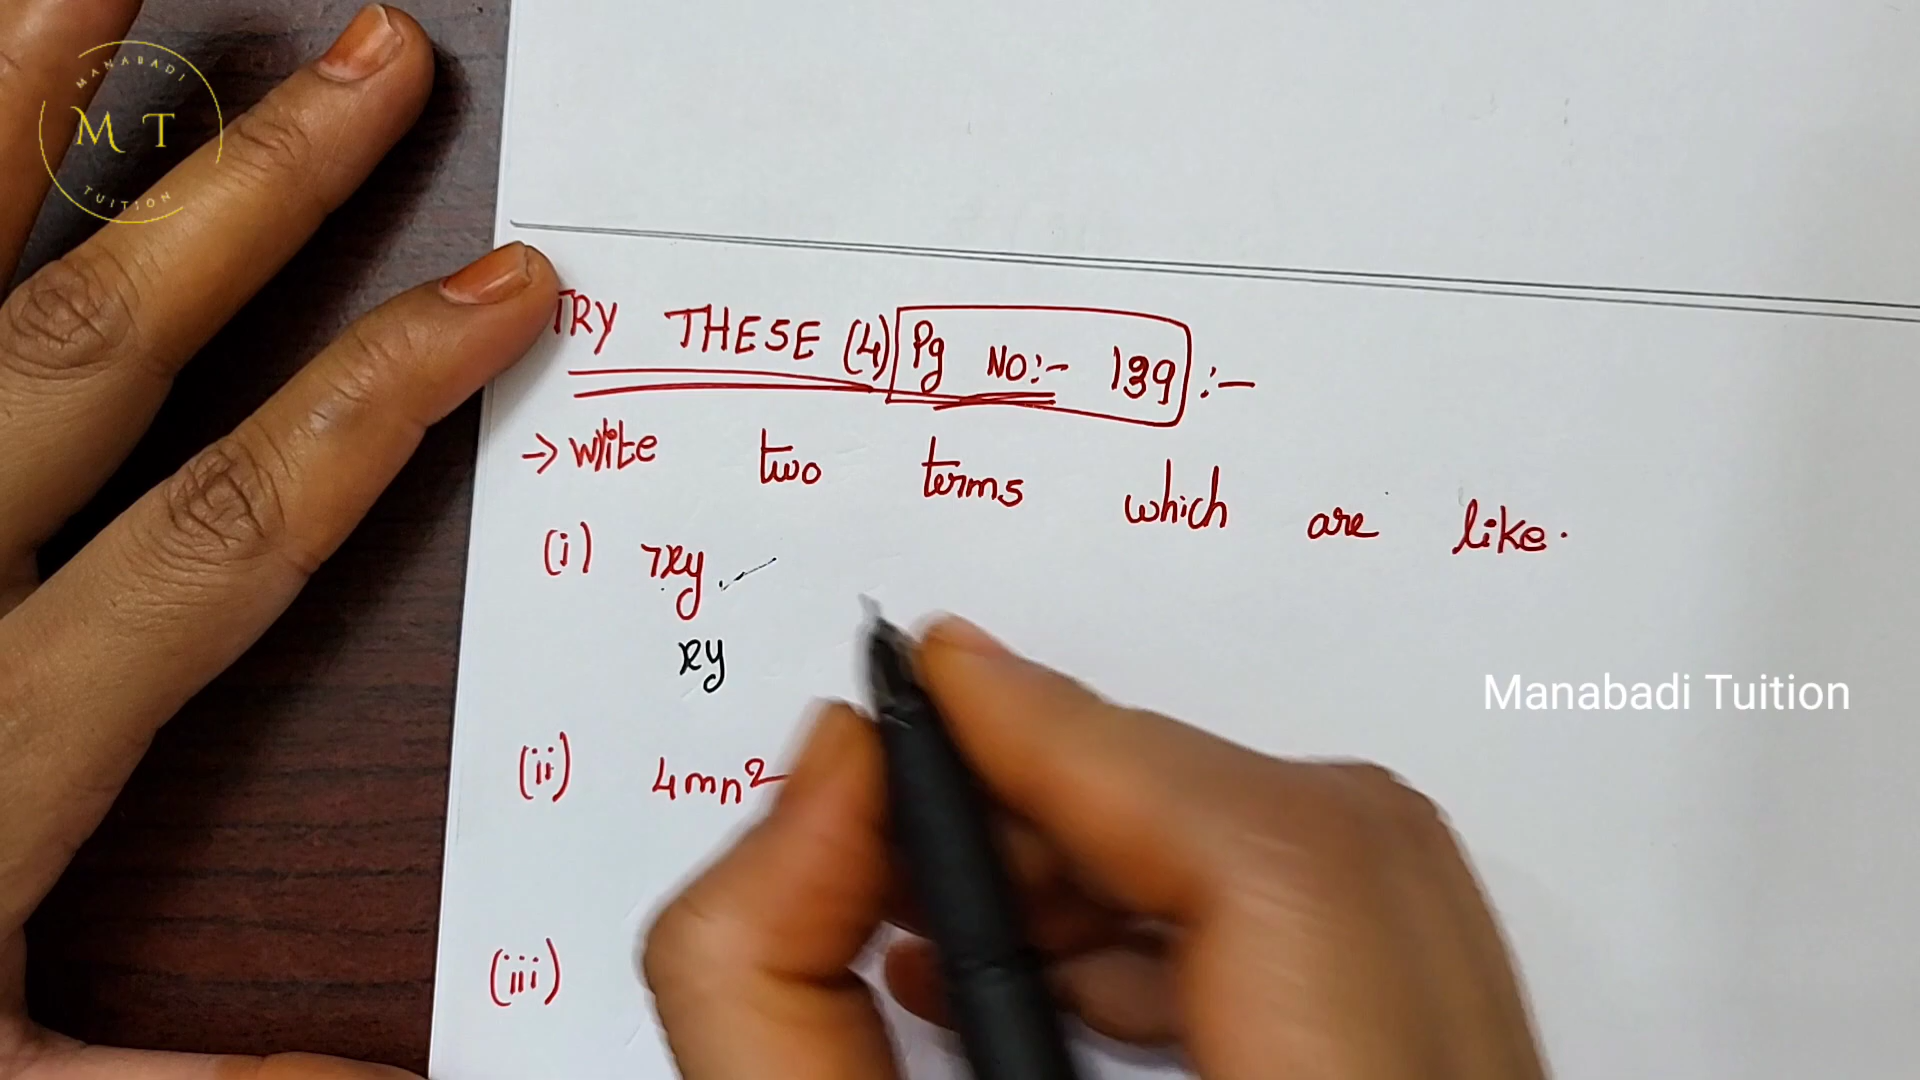 MANABADI
MT
TUITION
TRY THESE (4) Pg NO:- 139 :-
→ write two terms which are like.
(i) 7xy
xy
Manabadi Tuition
(ii) 4mn²
(iii)